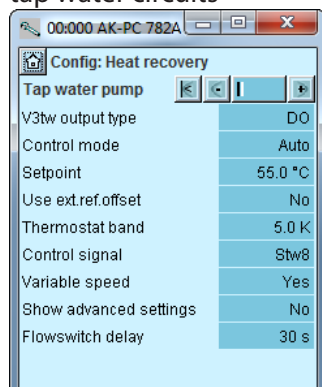 tap water circuits
00:000 AK-PC 782A
Config: Heat recovery
Tap water pump
V3tw output type DO
Control mode Auto
Setpoint 55.0 °C
Use ext.ref.offset No
Thermostat band 5.0 K
Control signal Stw8
Variable speed Yes
Show advanced settings No
Flowswitch delay 30 s